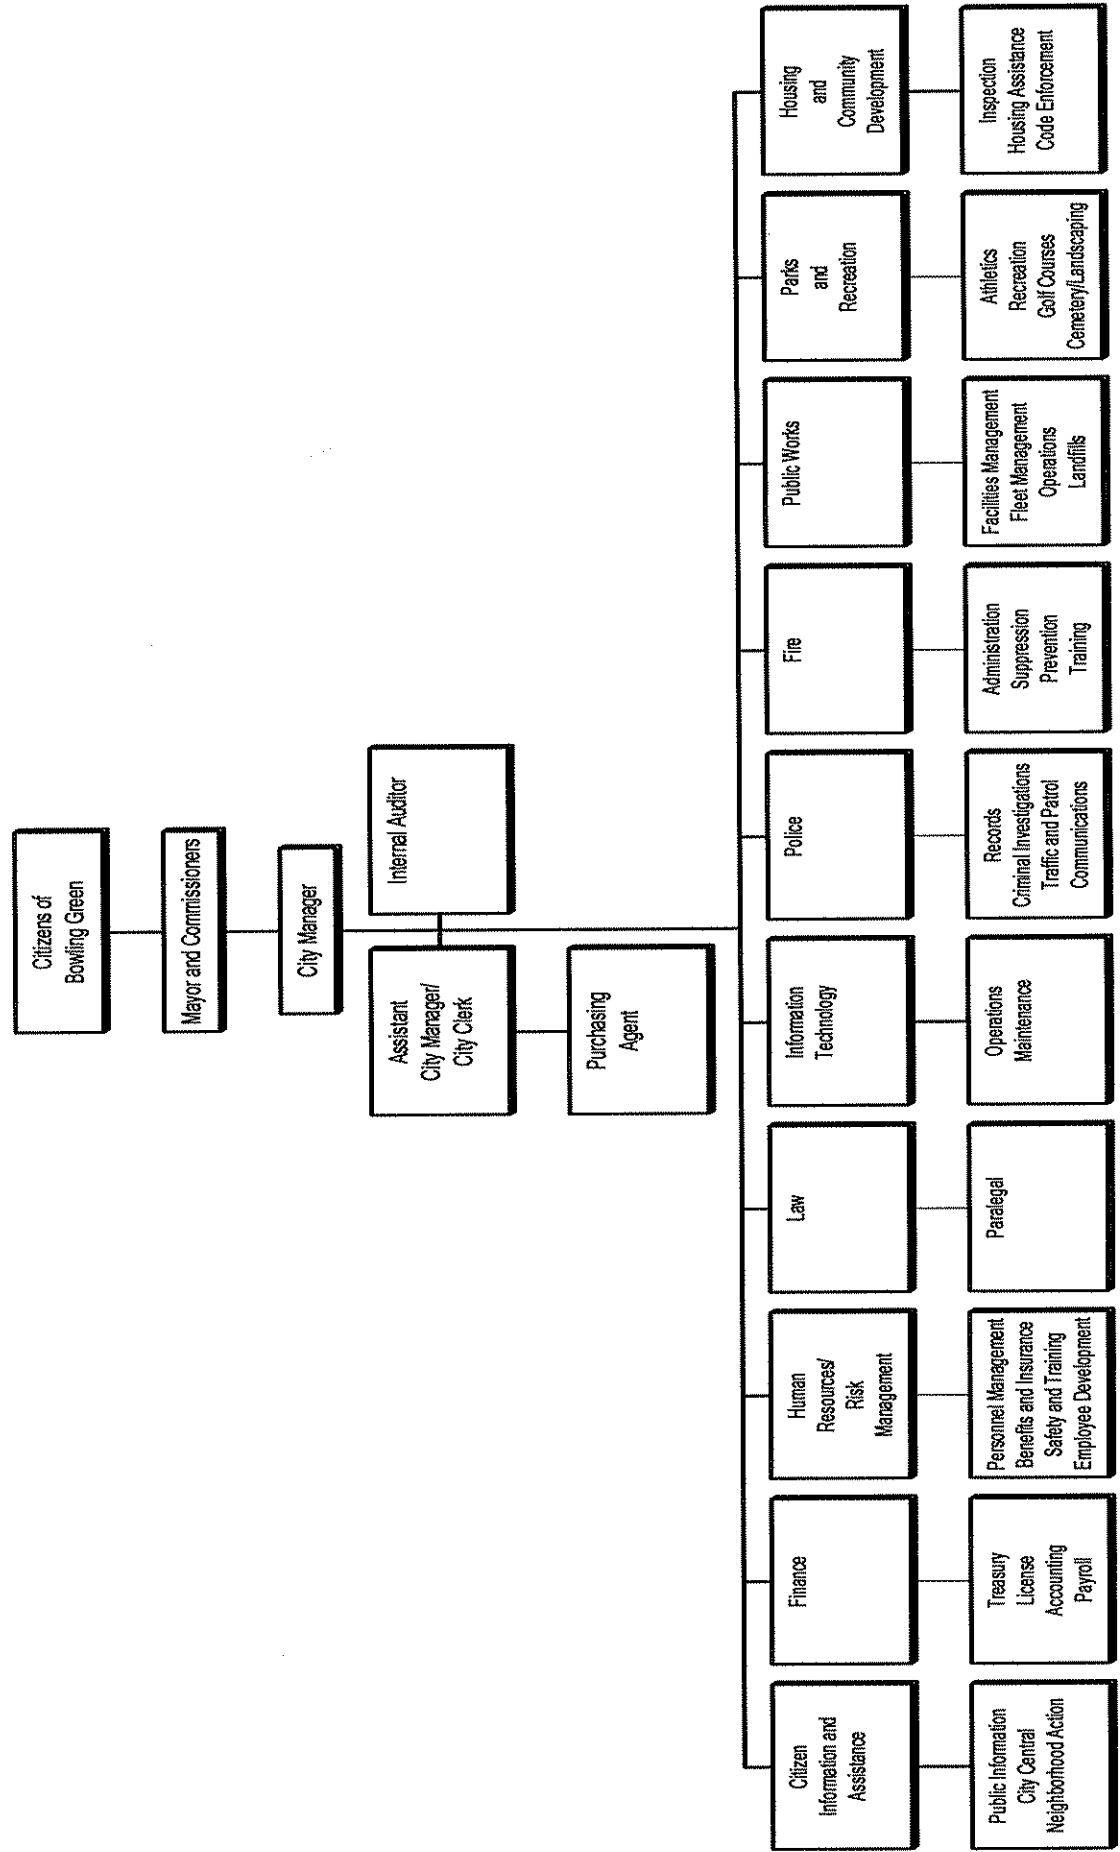 Citizens of
Bowling Green
Mayor and Commissioners
City Manager
Assistant
City Manager/
City Clerk
Internal Auditor
Purchasing
Agent
Citizen
Information and
Assistance
Finance
Human
Resources/
Risk
Management
Law
Information
Technology
Police
Fire
Public Works
Parks
and
Recreation
Housing
and
Community
Development
Public Information
City Central
Neighborhood Action
Treasury
License
Accounting
Payroll
Personnel Management
Benefits and Insurance
Safety and Training
Employee Development
Paralegal
Operations
Maintenance
Records
Criminal Investigations
Traffic and Patrol
Communications
Administration
Suppression
Prevention
Training
Facilities Management
Fleet Management
Operations
Landfills
Athletics
Recreation
Golf Courses
Cemetery/Landscaping
Inspection
Housing Assistance
Code Enforcement